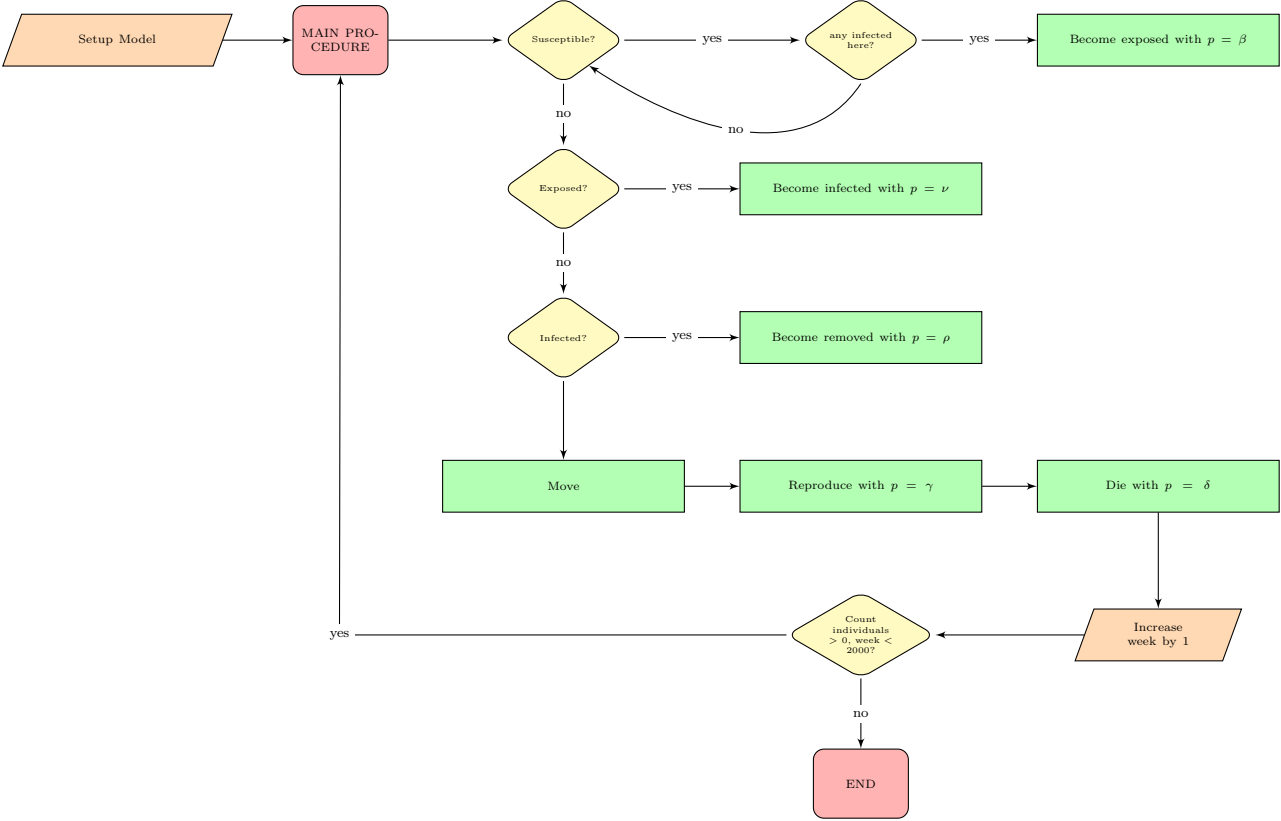 Setup Model
MAIN PRO-
CEDURE
Susceptible?
yes
any infected
here?
yes
Become exposed with p = β
no
no
Exposed?
yes
Become infected with p = ν
no
Infected?
yes
Become removed with p = ρ
Move
Reproduce with p = γ
Die with p = δ
Increase
week by 1
Count
individuals
> 0, week <
2000?
yes
no
END